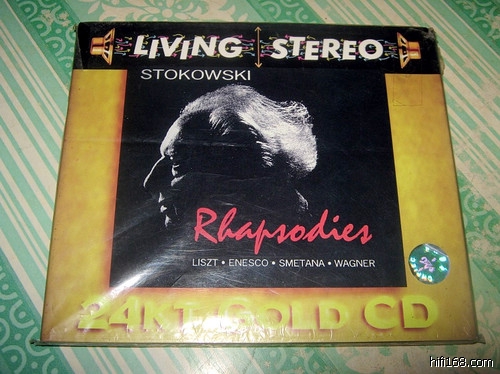 LIVING STEREO
STOKOWSKI
Rhapsodies
LISZT • ENESCO • SMETANA • WAGNER
24KT GOLD CD
hifi168.com